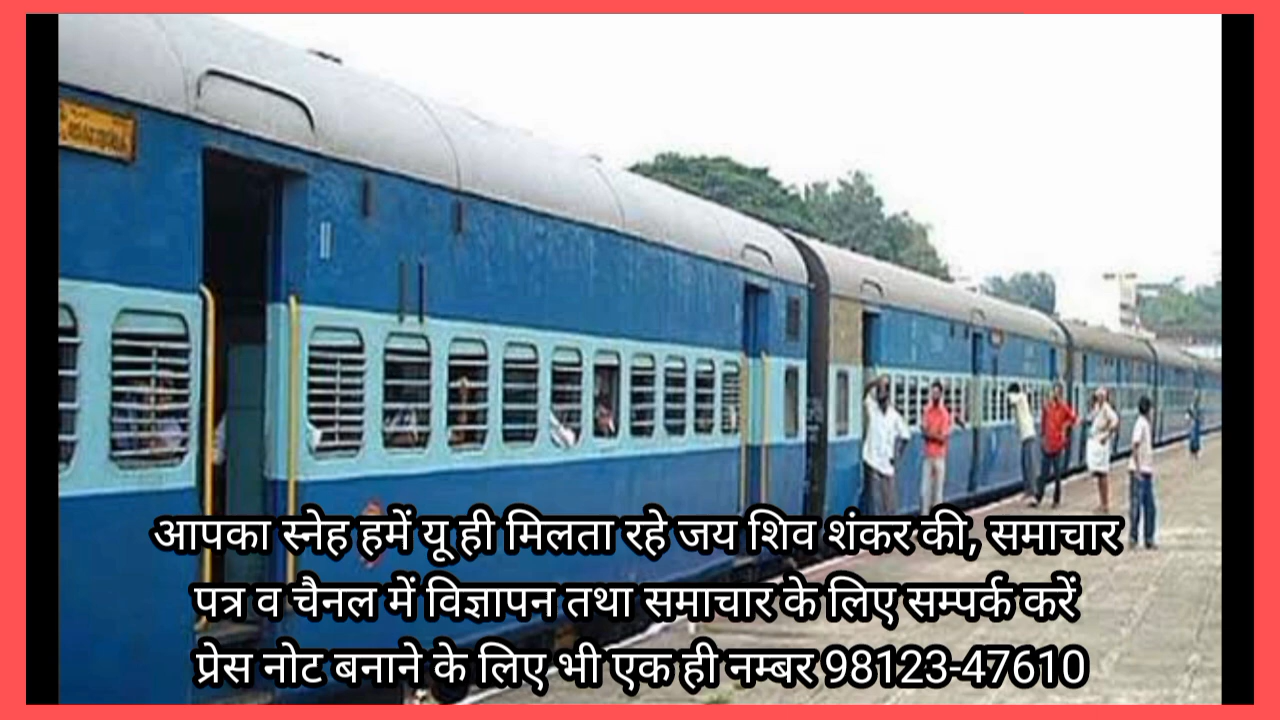 आपका स्नेह हमें यू ही मिलता रहे जय शिव शंकर की, समाचार
पत्र व चैनल में विज्ञापन तथा समाचार के लिए सम्पर्क करें
प्रेस नोट बनाने के लिए भी एक ही नम्बर 98123-47610